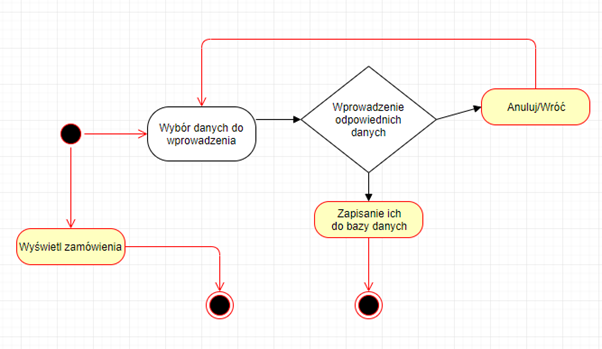 Wprowadzenie
odpowiednich
danych
Anuluj/Wróć
Wybór danych do
wprowadzenia
Zapisanie ich
do bazy danych
Wyświetl zamówienia